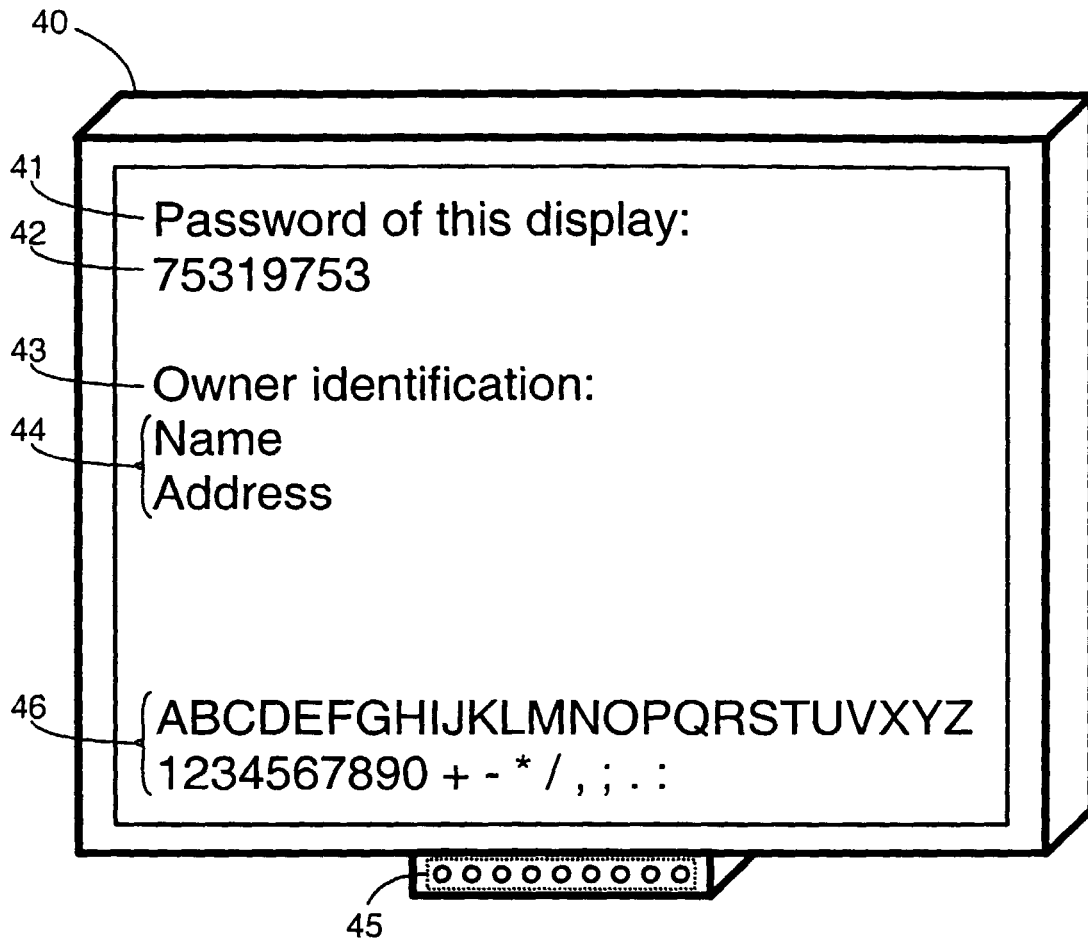 40
41
Password of this display:
42
75319753
43
Owner identification:
44
Name
Address
46
ABCDEFGHIJKLMNOPQRSTUVXYZ
1234567890 + - * / , ; . :
45